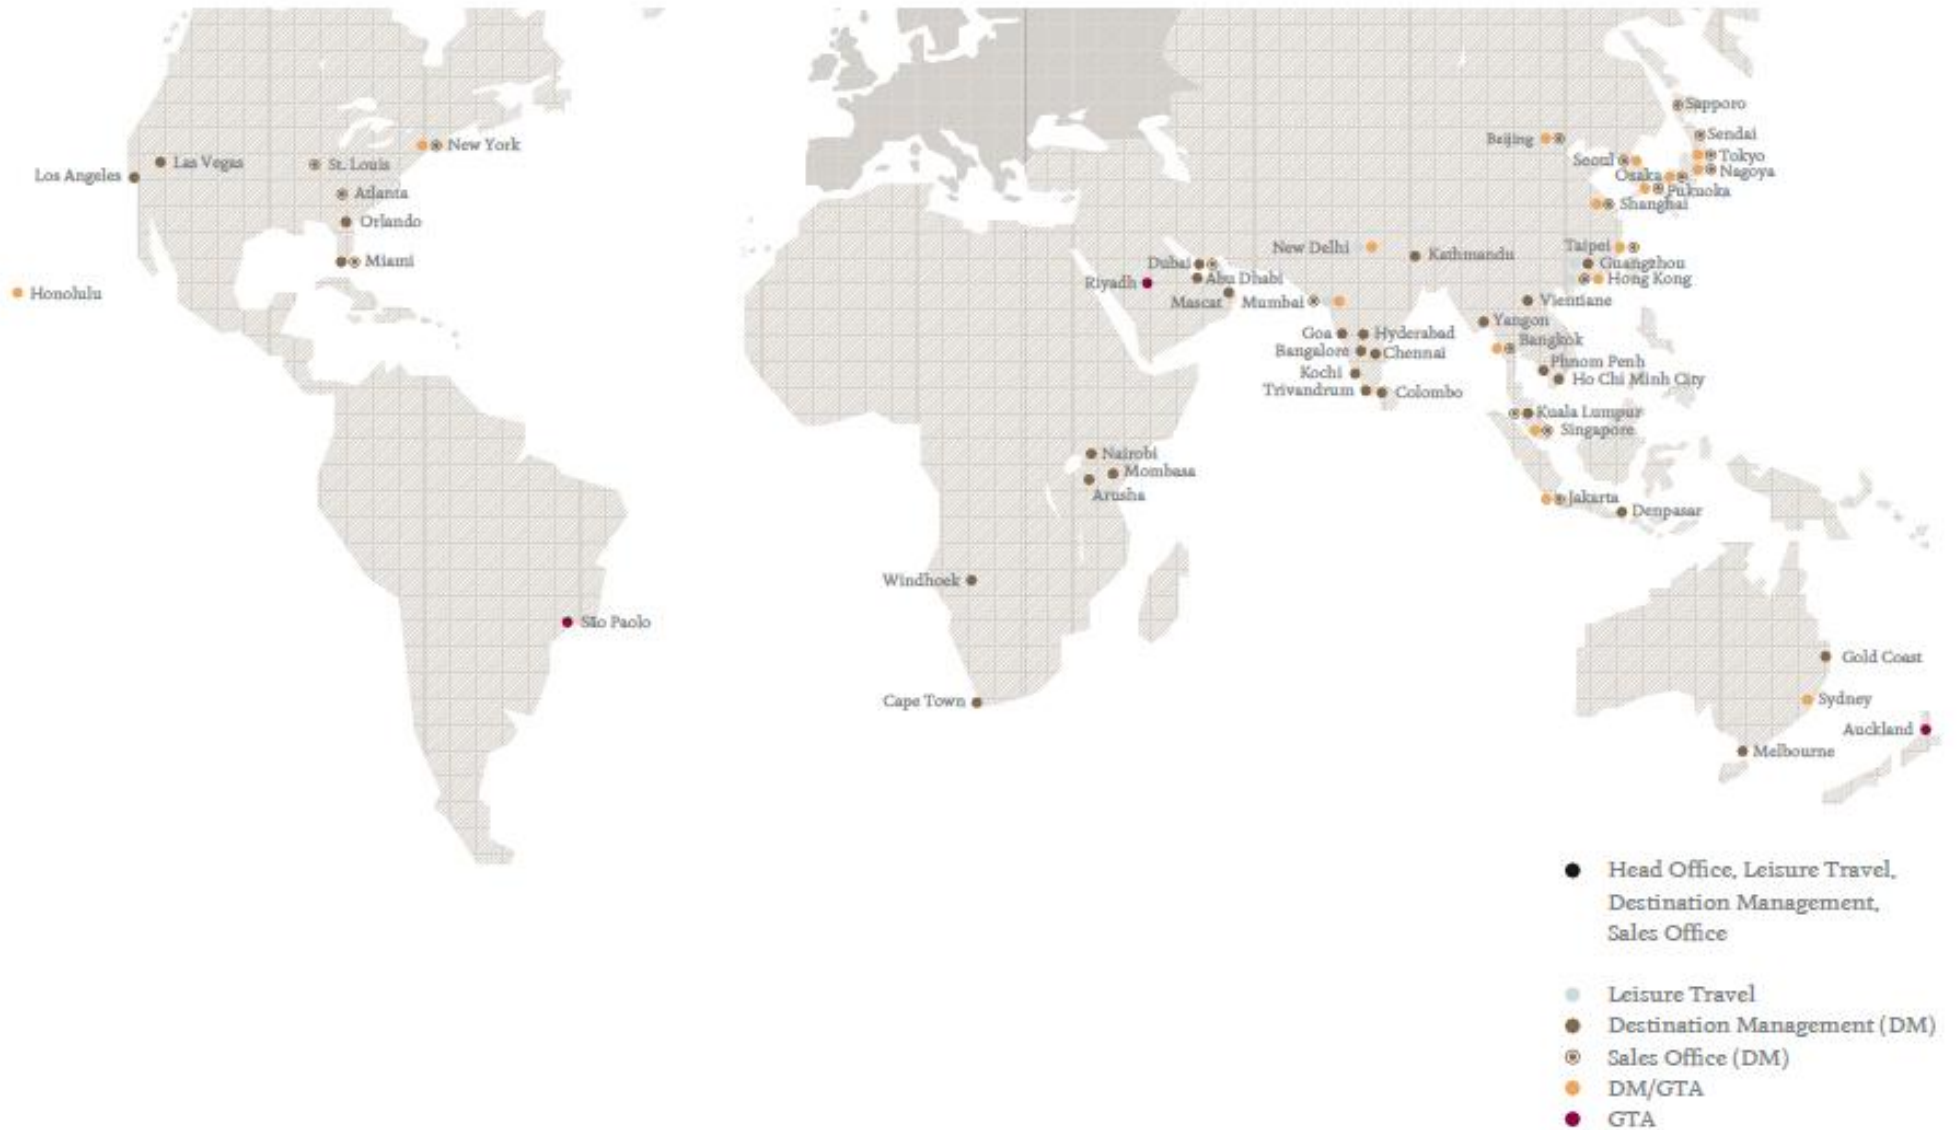 Sapporo
Sendai
Beijing
New York
Seoul
Tokyo
Las Vegas
St. Louis
Nagoya
Los Angeles
Osaka
Fukuoka
Atlanta
Shanghai
Orlando
New Delhi
Taipei
Kathmandu
Miami
Dubai
Guangzhou
Abu Dhabi
Hong Kong
Riyadh
Honolulu
Mascat
Mumbai
Vientiane
Yangon
Goa
Hyderabad
Bangkok
Bangalore
Chennai
Phnom Penh
Kochi
Ho Chi Minh City
Trivandrum
Colombo
Kuala Lumpur
Singapore
Nairobi
Mombasa
Arusha
Jakarta
Denpasar
Windhoek
São Paolo
Gold Coast
Cape Town
Sydney
Auckland
Melbourne
Head Office, Leisure Travel,
Destination Management,
Sales Office
Leisure Travel
Destination Management (DM)
Sales Office (DM)
DM/GTA
GTA